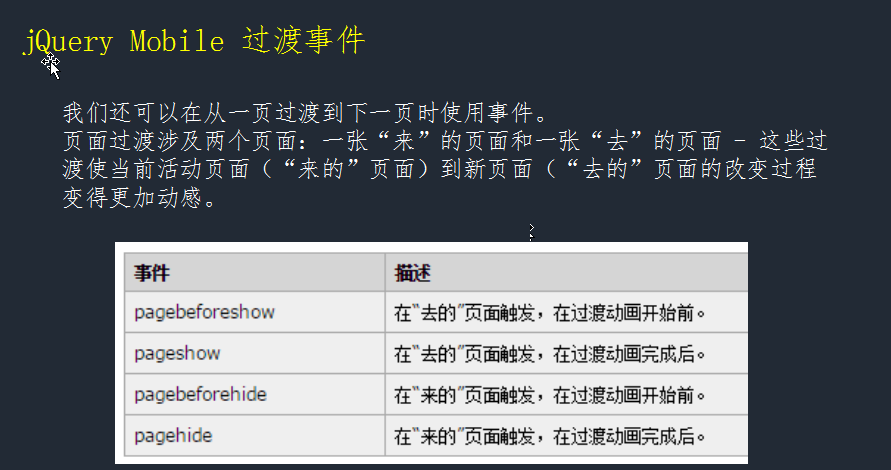 jQuery Mobile 过渡事件
我们还可以在从一页过渡到下一页时使用事件。
页面过渡涉及两个页面：一张“来”的页面和一张“去”的页面 - 这些过
渡使当前活动页面（“来的”页面）到新页面（“去的”页面的改变过程
变得更加动感。
事件 描述
pagebeforeshow 在“去的”页面触发，在过渡动画开始前。
pageshow 在“去的”页面触发，在过渡动画完成后。
pagebeforehide 在“来的”页面触发，在过渡动画开始前。
pagehide 在“来的”页面触发，在过渡动画完成后。